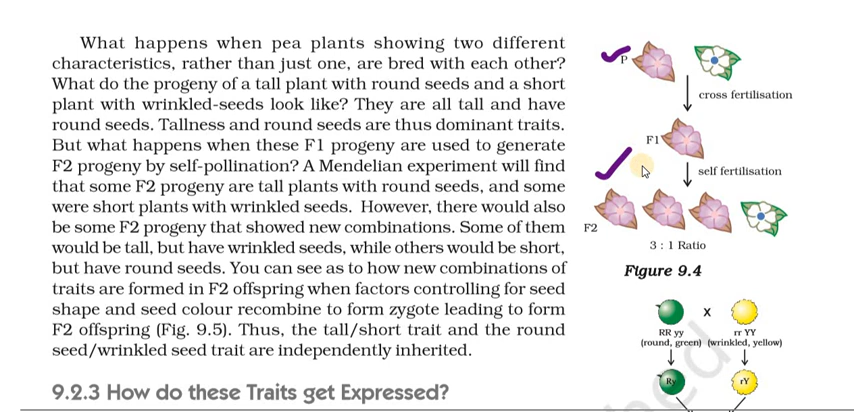 What happens when pea plants showing two different
characteristics, rather than just one, are bred with each other?
What do the progeny of a tall plant with round seeds and a short
plant with wrinkled-seeds look like? They are all tall and have
round seeds. Tallness and round seeds are thus dominant traits.
But what happens when these F1 progeny are used to generate
F2 progeny by self-pollination? A Mendelian experiment will find
that some F2 progeny are tall plants with round seeds, and some
were short plants with wrinkled seeds. However, there would also
be some F2 progeny that showed new combinations. Some of them
would be tall, but have wrinkled seeds, while others would be short,
but have round seeds. You can see as to how new combinations of
traits are formed in F2 offspring when factors controlling for seed
shape and seed colour recombine to form zygote leading to form
F2 offspring (Fig. 9.5). Thus, the tall/short trait and the round
seed/wrinkled seed trait are independently inherited.
9.2.3 How do these Traits get Expressed?
P
cross fertilisation
F1
self fertilisation
F2
3 : 1 Ratio
Figure 9.4
x
RR yy rr YY
(round, green) (wrinkled, yellow)
Ry rY